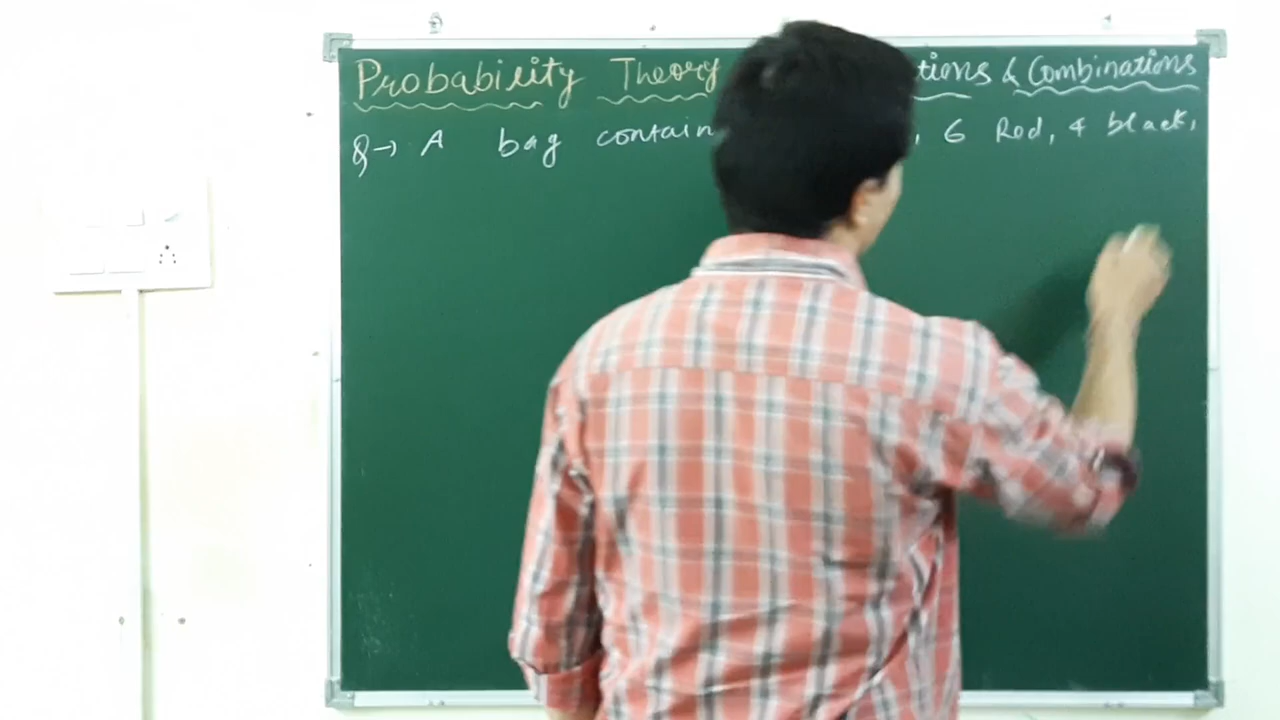 Probability Theory tions & Combinations
Q→ A bag contain , 6 Red, 4 black,